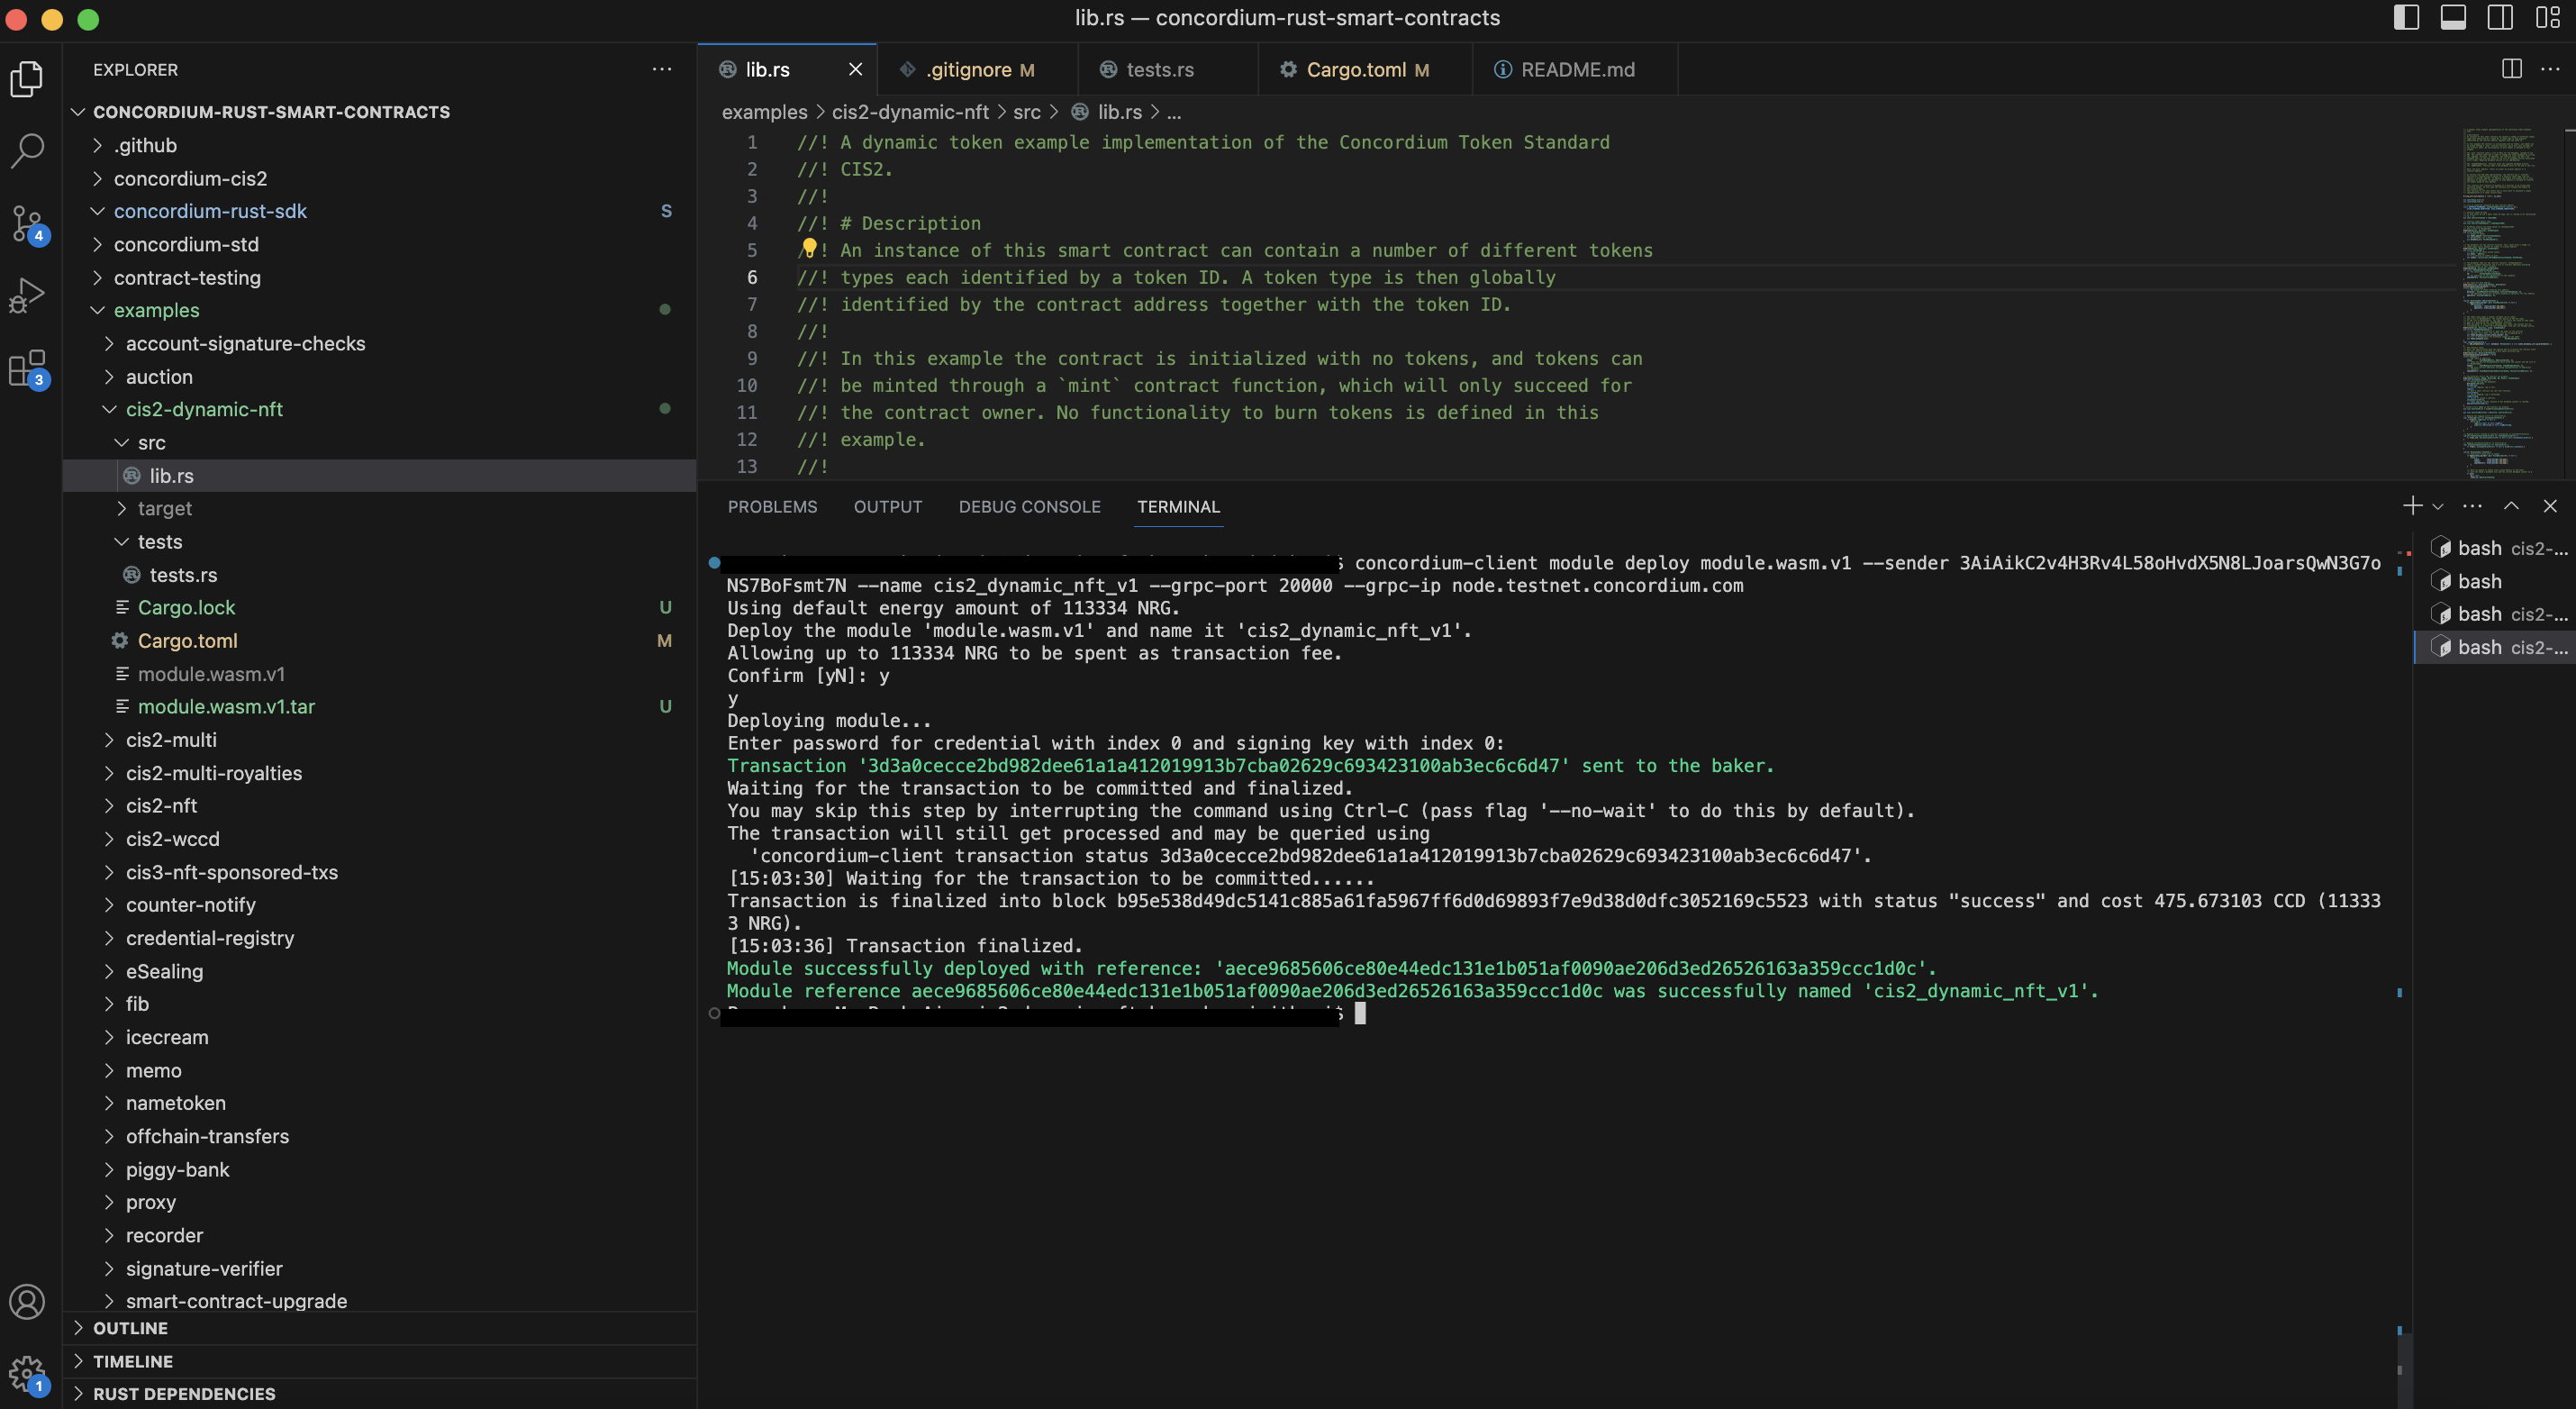 lib.rs — concordium-rust-smart-contracts
EXPLORER
CONCORDIUM-RUST-SMART-CONTRACTS
.github
concordium-cis2
concordium-rust-sdk S
concordium-std
contract-testing
examples
account-signature-checks
auction
cis2-dynamic-nft
src
lib.rs
target
tests
tests.rs
Cargo.lock U
Cargo.toml M
module.wasm.v1
module.wasm.v1.tar U
cis2-multi
cis2-multi-royalties
cis2-nft
cis2-wccd
cis3-nft-sponsored-txs
counter-notify
credential-registry
eSealing
fib
icecream
memo
nametoken
offchain-transfers
piggy-bank
proxy
recorder
signature-verifier
smart-contract-upgrade
OUTLINE
TIMELINE
RUST DEPENDENCIES
4
3
1
lib.rs .gitignore M tests.rs Cargo.toml M README.md
examples > cis2-dynamic-nft > src > lib.rs > ...
1 //! A dynamic token example implementation of the Concordium Token Standard
2 //! CIS2.
3 //!
4 //! # Description
5 //! An instance of this smart contract can contain a number of different tokens
6 //! types each identified by a token ID. A token type is then globally
7 //! identified by the contract address together with the token ID.
8 //!
9 //! In this example the contract is initialized with no tokens, and tokens can
10 //! be minted through a `mint` contract function, which will only succeed for
11 //! the contract owner. No functionality to burn tokens is defined in this
12 //! example.
13 //!
PROBLEMS OUTPUT DEBUG CONSOLE TERMINAL
$ concordium-client module deploy module.wasm.v1 --sender 3AiAikC2v4H3Rv4L58oHvdX5N8LJoarsQwN3G7o
NS7BoFsmt7N --name cis2_dynamic_nft_v1 --grpc-port 20000 --grpc-ip node.testnet.concordium.com
Using default energy amount of 113334 NRG.
Deploy the module 'module.wasm.v1' and name it 'cis2_dynamic_nft_v1'.
Allowing up to 113334 NRG to be spent as transaction fee.
Confirm [yN]: y
y
Deploying module...
Enter password for credential with index 0 and signing key with index 0:
Transaction '3d3a0cecce2bd982dee61a1a412019913b7cba02629c693423100ab3ec6c6d47' sent to the baker.
Waiting for the transaction to be committed and finalized.
You may skip this step by interrupting the command using Ctrl-C (pass flag '--no-wait' to do this by default).
The transaction will still get processed and may be queried using
'concordium-client transaction status 3d3a0cecce2bd982dee61a1a412019913b7cba02629c693423100ab3ec6c6d47'.
[15:03:30] Waiting for the transaction to be committed......
Transaction is finalized into block b95e538d49dc5141c885a61fa5967ff6d0d69893f7e9d38d0dfc3052169c5523 with status "success" and cost 475.673103 CCD (11333
3 NRG).
[15:03:36] Transaction finalized.
Module successfully deployed with reference: 'aece9685606ce80e44edc131e1b051af0090ae206d3ed26526163a359ccc1d0c'.
Module reference aece9685606ce80e44edc131e1b051af0090ae206d3ed26526163a359ccc1d0c was successfully named 'cis2_dynamic_nft_v1'.
$
bash cis2-...
bash
bash cis2-...
bash cis2-...